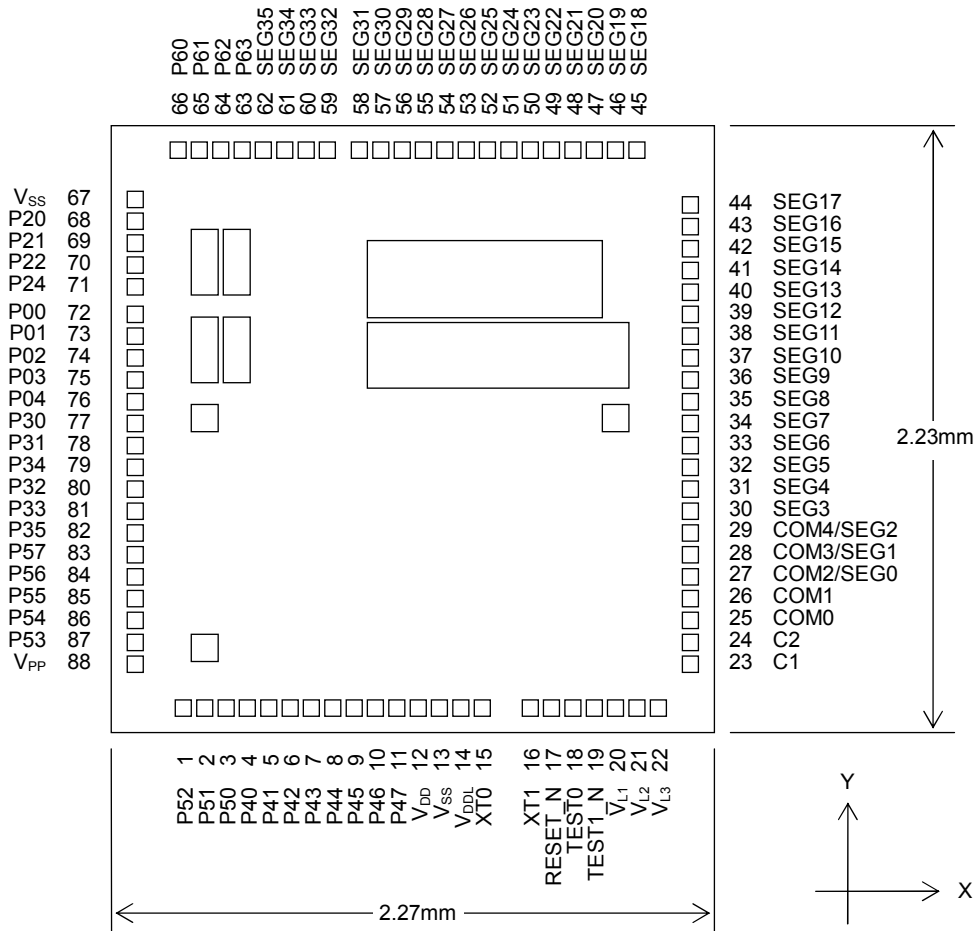 66 P60
65 P61
64 P62
63 P63
62 SEG35
61 SEG34
60 SEG33
59 SEG32
58 SEG31
57 SEG30
56 SEG29
55 SEG28
54 SEG27
53 SEG26
52 SEG25
51 SEG24
50 SEG23
49 SEG22
48 SEG21
47 SEG20
46 SEG19
45 SEG18
VSS 67
P20 68
P21 69
P22 70
P24 71
P00 72
P01 73
P02 74
P03 75
P04 76
P30 77
P31 78
P34 79
P32 80
P33 81
P35 82
P57 83
P56 84
P55 85
P54 86
P53 87
VPP 88
44 SEG17
43 SEG16
42 SEG15
41 SEG14
40 SEG13
39 SEG12
38 SEG11
37 SEG10
36 SEG9
35 SEG8
34 SEG7
33 SEG6
32 SEG5
31 SEG4
30 SEG3
29 COM4/SEG2
28 COM3/SEG1
27 COM2/SEG0
26 COM1
25 COM0
24 C2
23 C1
2.23mm
P52 1
P51 2
P50 3
P40 4
P41 5
P42 6
P43 7
P44 8
P45 9
P46 10
P47 11
VDD 12
VSS 13
VDDL 14
XT0 15
XT1 16
RESET_N 17
TEST0 18
TEST1_N 19
VL1 20
VL2 21
VL3 22
Y
X
2.27mm